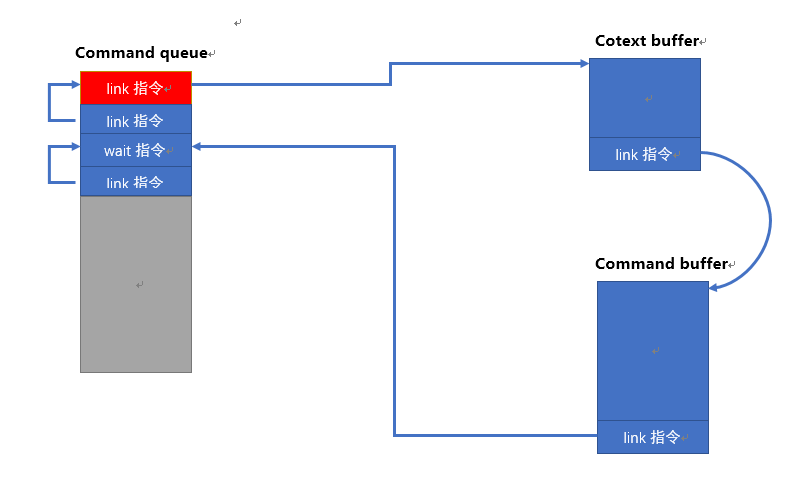 Command queue
link 指令
link 指令
wait 指令
link 指令
Cotext buffer
link 指令
Command buffer
link 指令